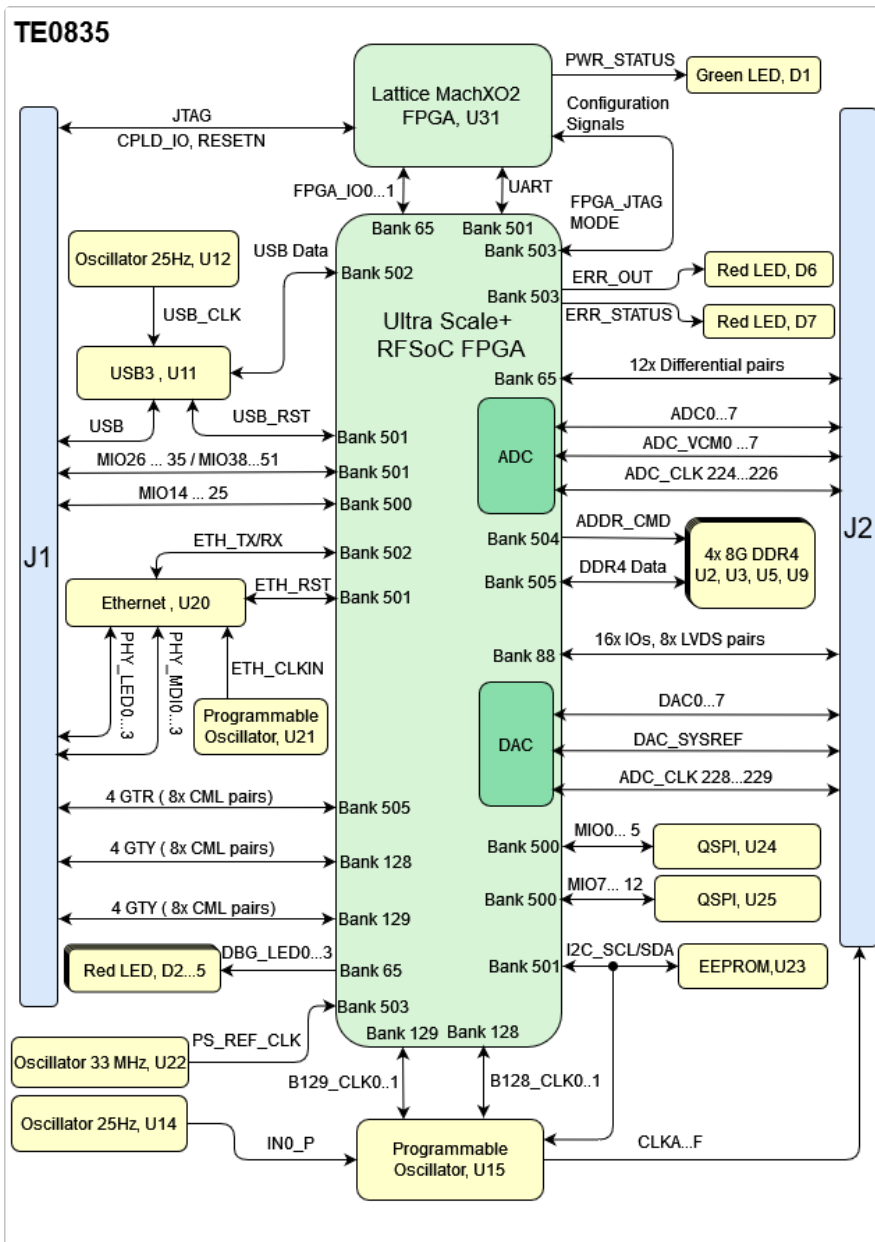 TE0835
PWR_STATUS
Green LED, D1
Lattice MachXO2
FPGA, U31
JTAG
CPLD_IO, RESETN
Configuration
Signals
FPGA_IO0...1
UART
FPGA_JTAG
MODE
Bank 65
Bank 501
Bank 503
Oscillator 25Hz, U12
USB Data
Bank 502
ERR_OUT
Red LED, D6
Bank 503
ERR_STATUS
Red LED, D7
USB_CLK
Ultra Scale+
RFSoC FPGA
USB3 , U11
Bank 65
12x Differential pairs
USB
USB_RST
Bank 501
ADC
ADC0...7
ADC_VCM0 ...7
ADC_CLK 224...226
MIO26 ... 35 / MIO38...51
Bank 501
MIO14 ... 25
Bank 500
J1
J2
ETH_TX/RX
Bank 502
Bank 504
ADDR_CMD
4x 8G DDR4
U2, U3, U5, U9
Bank 505
DDR4 Data
Ethernet , U20
ETH_RST
Bank 501
PHY_LED0...3
PHY_MDI0...3
ETH_CLKIN
Bank 88
16x IOs, 8x LVDS pairs
Programmable
Oscillator, U21
DAC
DAC0...7
DAC_SYSREF
ADC_CLK 228...229
4 GTR ( 8x CML pairs)
Bank 505
4 GTY ( 8x CML pairs)
Bank 128
Bank 500
MIO0... 5
QSPI, U24
Bank 500
MIO7... 12
QSPI, U25
4 GTY ( 8x CML pairs)
Bank 129
Red LED, D2...5
DBG_LED0...3
Bank 65
Bank 501
I2C_SCL/SDA
EEPROM,U23
Bank 503
PS_REF_CLK
Bank 129
Bank 128
Oscillator 33 MHz, U22
B129_CLK0..1
B128_CLK0..1
Oscillator 25Hz, U14
IN0_P
Programmable
Oscillator, U15
CLKA...F